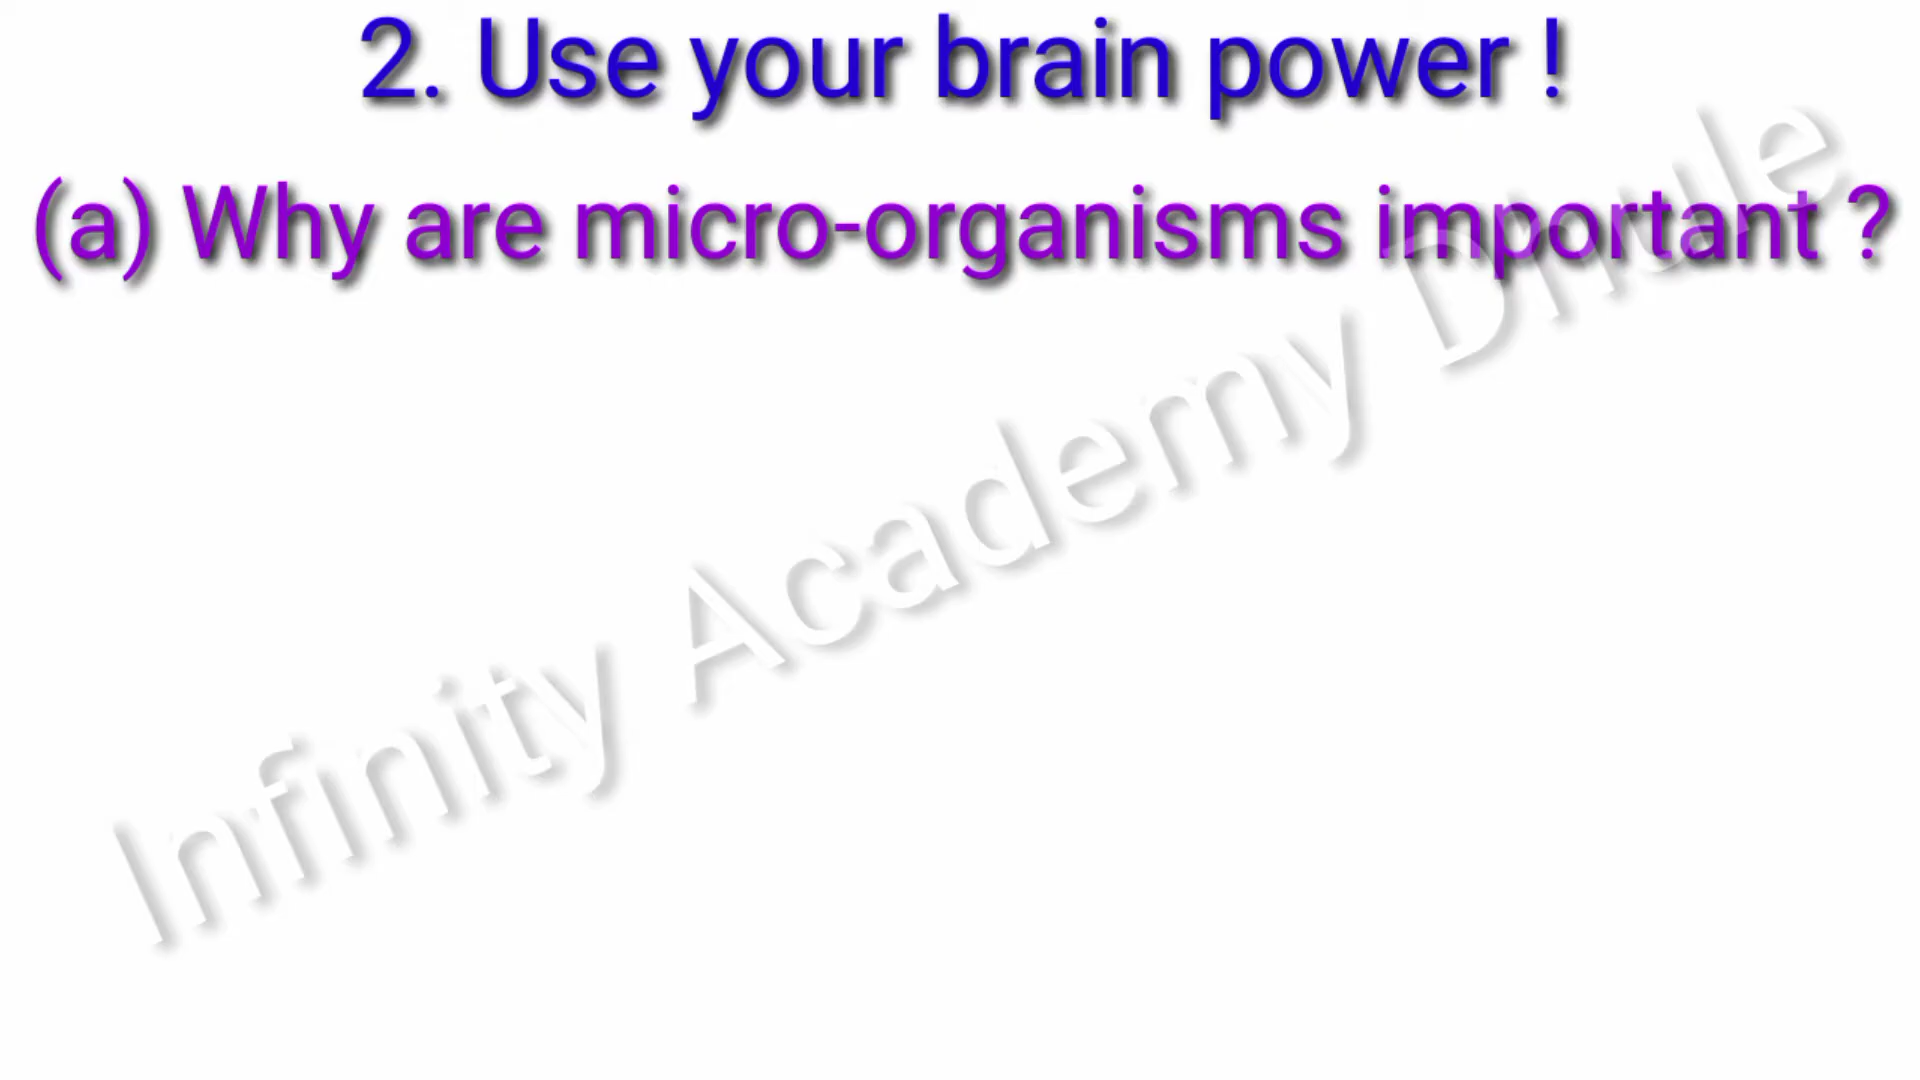 2. Use your brain power !
(a) Why are micro-organisms important ?
Infinity Academy Dhule